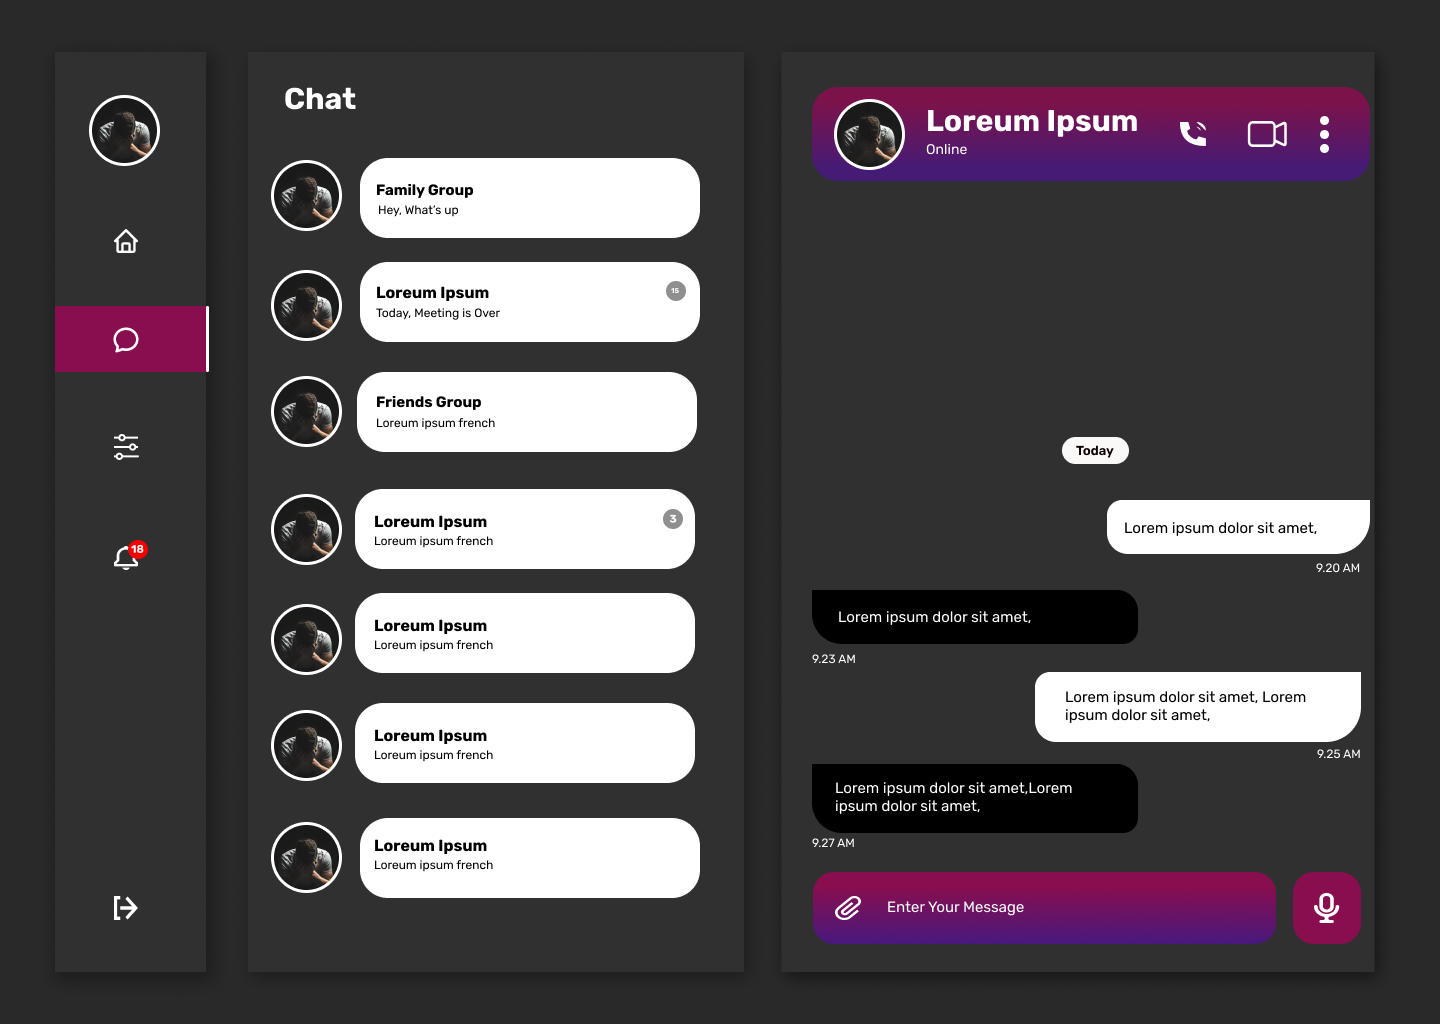 18
Chat
Family Group
Hey, What's up
Loreum Ipsum
15
Today, Meeting is Over
Friends Group
Loreum ipsum french
Loreum Ipsum
3
Loreum ipsum french
Loreum Ipsum
Loreum ipsum french
Loreum Ipsum
Loreum ipsum french
Loreum Ipsum
Loreum ipsum french
Loreum Ipsum
Online
Today
Lorem ipsum dolor sit amet,
9.20 AM
Lorem ipsum dolor sit amet,
9.23 AM
Lorem ipsum dolor sit amet, Lorem
ipsum dolor sit amet,
9.25 AM
Lorem ipsum dolor sit amet,Lorem
ipsum dolor sit amet,
9.27 AM
Enter Your Message